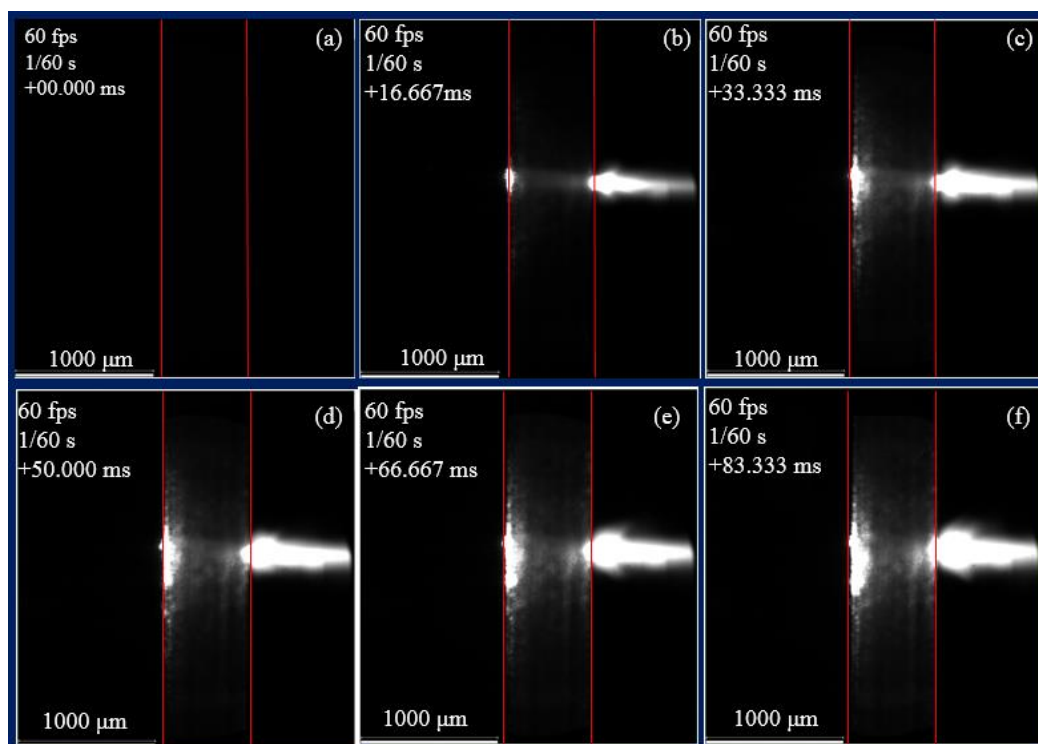 60 fps
1/60 s
+00.000 ms
(a)
1000 μm
60 fps
1/60 s
+16.667ms
(b)
1000 μm
60 fps
1/60 s
+33.333 ms
(c)
1000 μm
60 fps
1/60 s
+50.000 ms
(d)
1000 μm
60 fps
1/60 s
+66.667 ms
(e)
1000 μm
60 fps
1/60 s
+83.333 ms
(f)
1000 μm